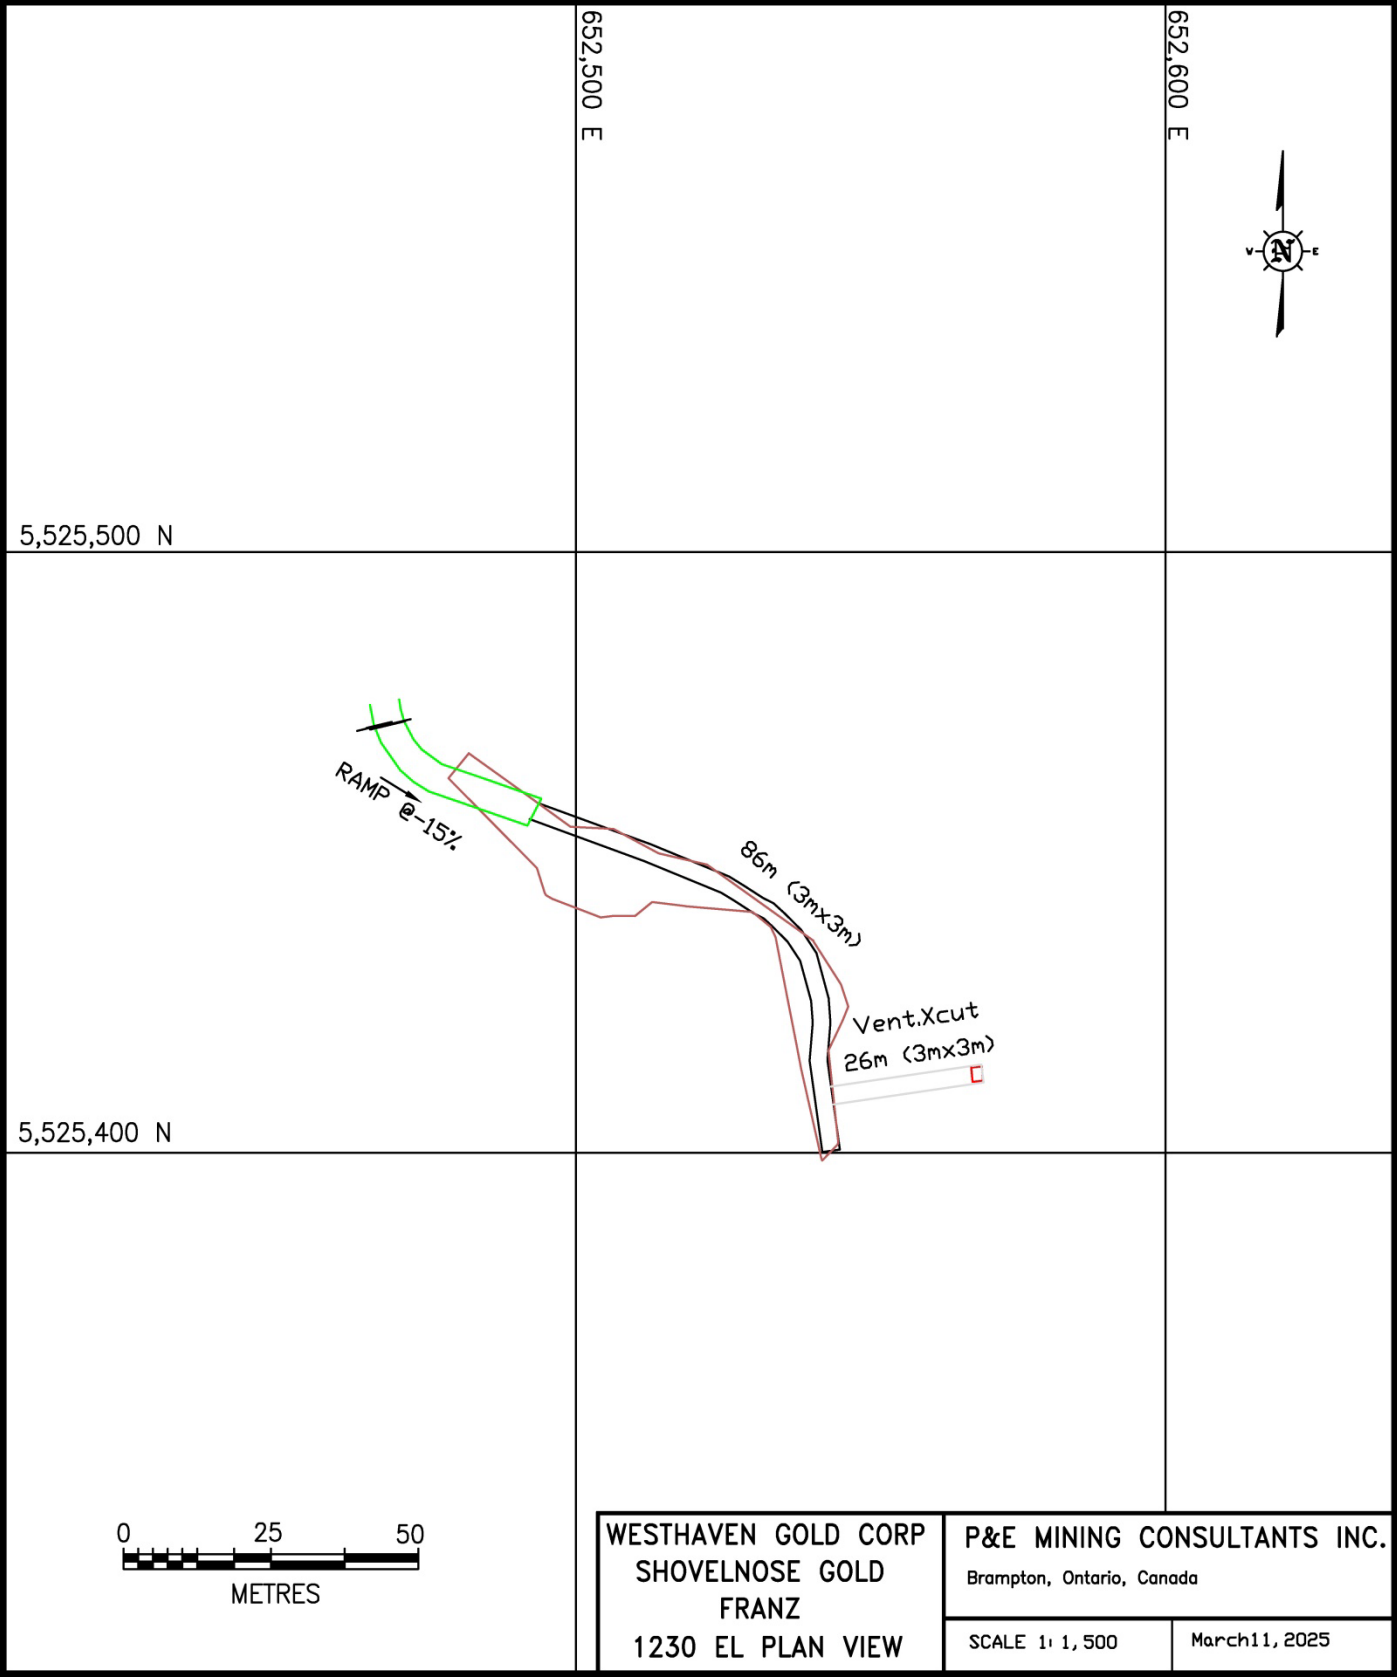 652,500 E
652,600 E
N
W
E
5,525,500 N
RAMP @-15%
86m (3mx3m)
Vent.Xcut
26m (3mx3m)
5,525,400 N
0 25 50
METRES
WESTHAVEN GOLD CORP
SHOVELNOSE GOLD
FRANZ
1230 EL PLAN VIEW
P&E MINING CONSULTANTS INC.
Brampton, Ontario, Canada
SCALE 1: 1,500
March11,2025